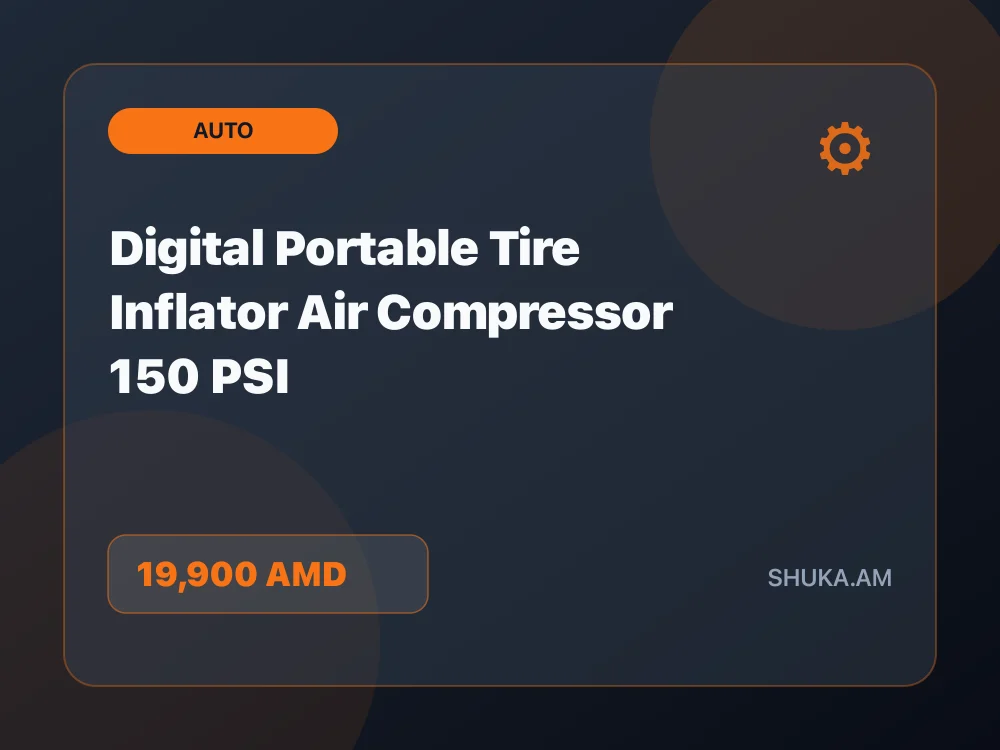 AUTO
Digital Portable Tire
Inflator Air Compressor
150 PSI
19,900 AMD
SHUKA.AM